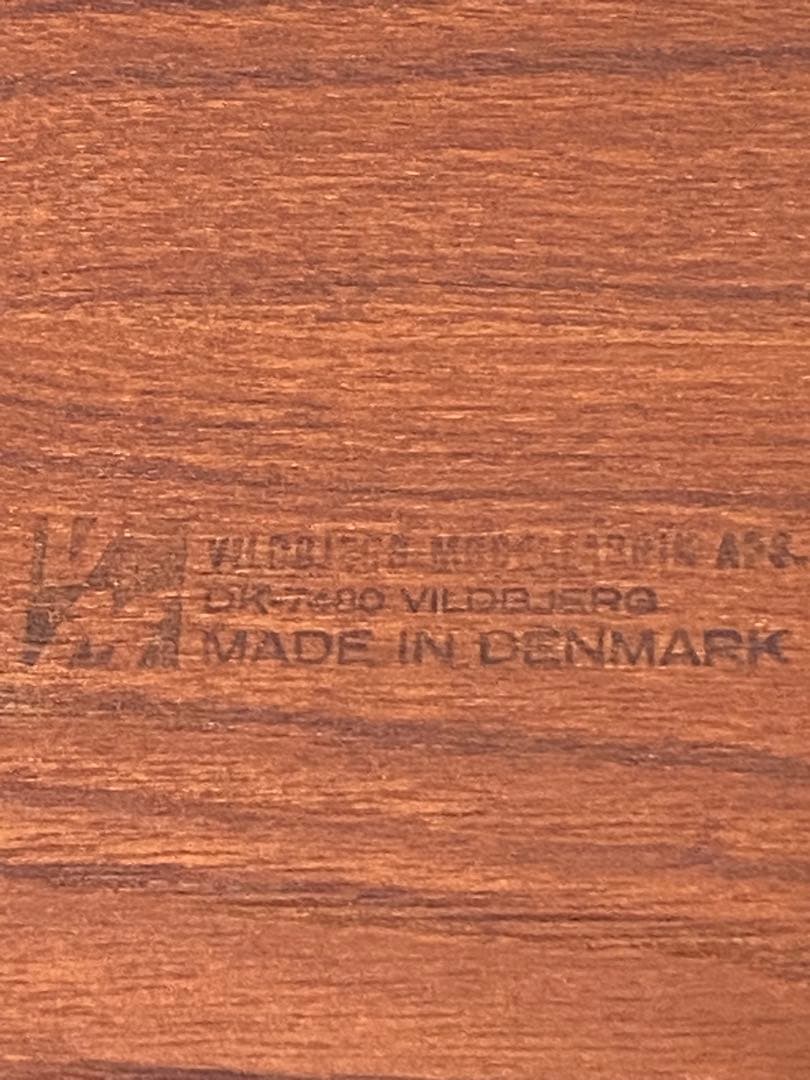 VILDBJERG MØBELFABRIK APS.
DK-7480 VILDBJERG
MADE IN DENMARK